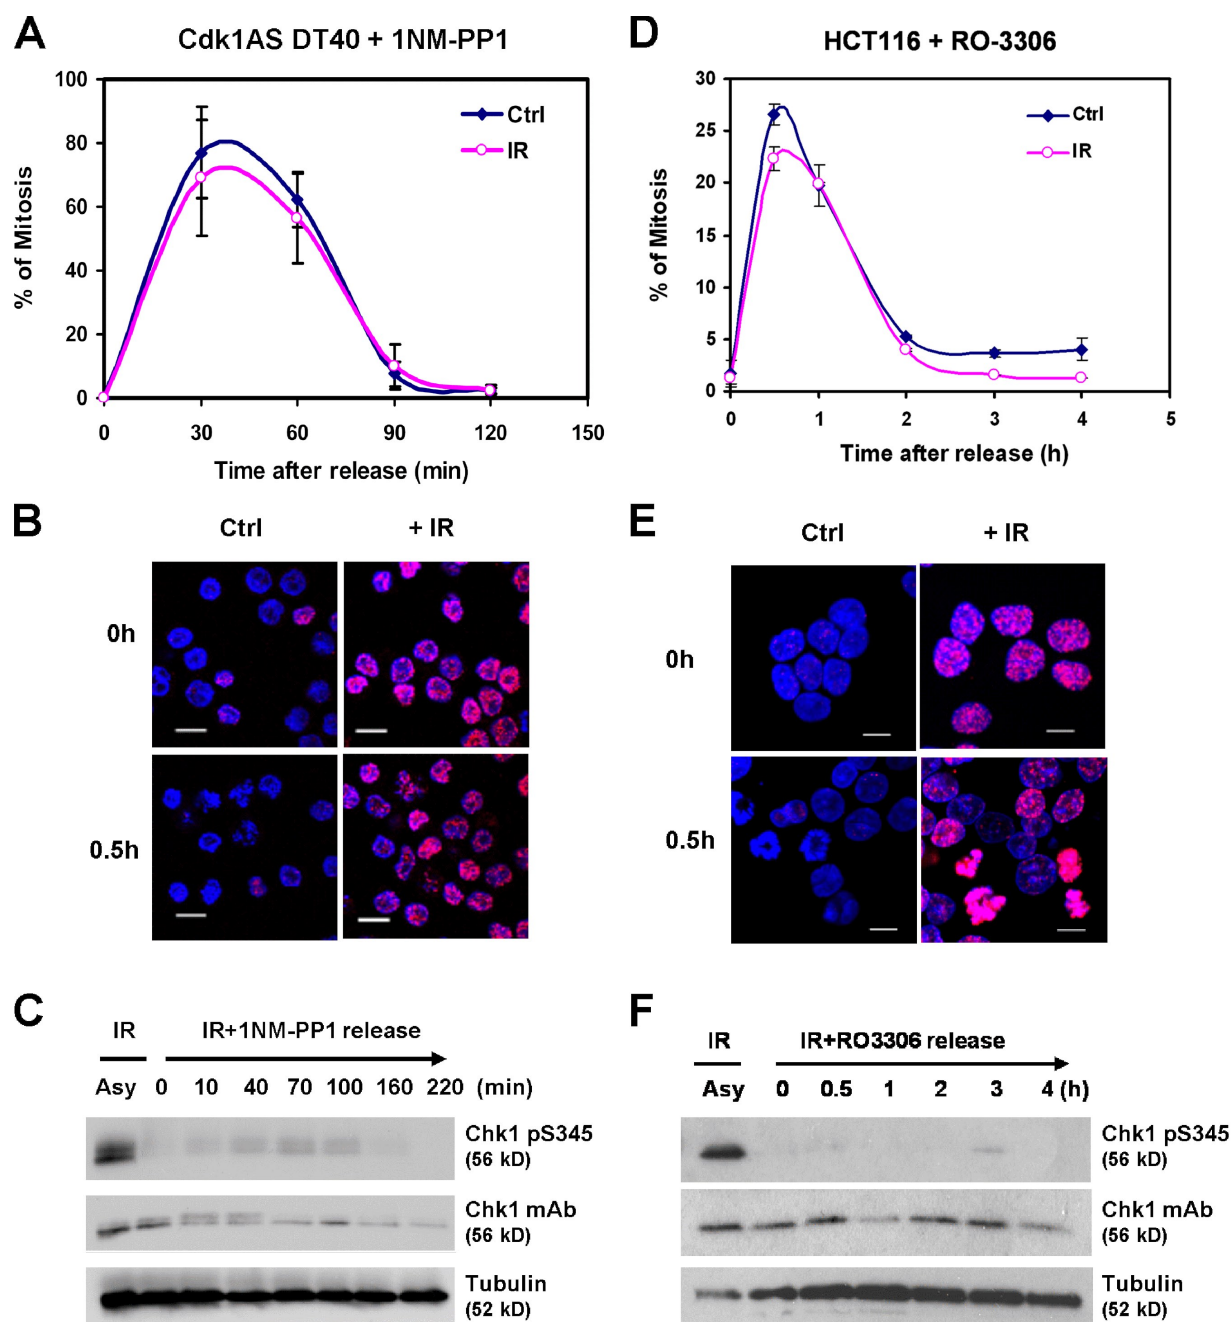 A
Cdk1AS DT40 + 1NM-PP1
100
80
60
40
20
0
% of Mitosis
Ctrl
IR
0 30 60 90 120 150
Time after release (min)
B
Ctrl + IR
0h
0.5h
C
IR IR+1NM-PP1 release
Asy 0 10 40 70 100 160 220 (min)
Chk1 pS345
(56 kD)
Chk1 mAb
(56 kD)
Tubulin
(52 kD)
D
HCT116 + RO-3306
30
25
20
15
10
5
0
% of Mitosis
Ctrl
IR
0 1 2 3 4 5
Time after release (h)
E
Ctrl + IR
0h
0.5h
F
IR IR+RO3306 release
Asy 0 0.5 1 2 3 4 (h)
Chk1 pS345
(56 kD)
Chk1 mAb
(56 kD)
Tubulin
(52 kD)